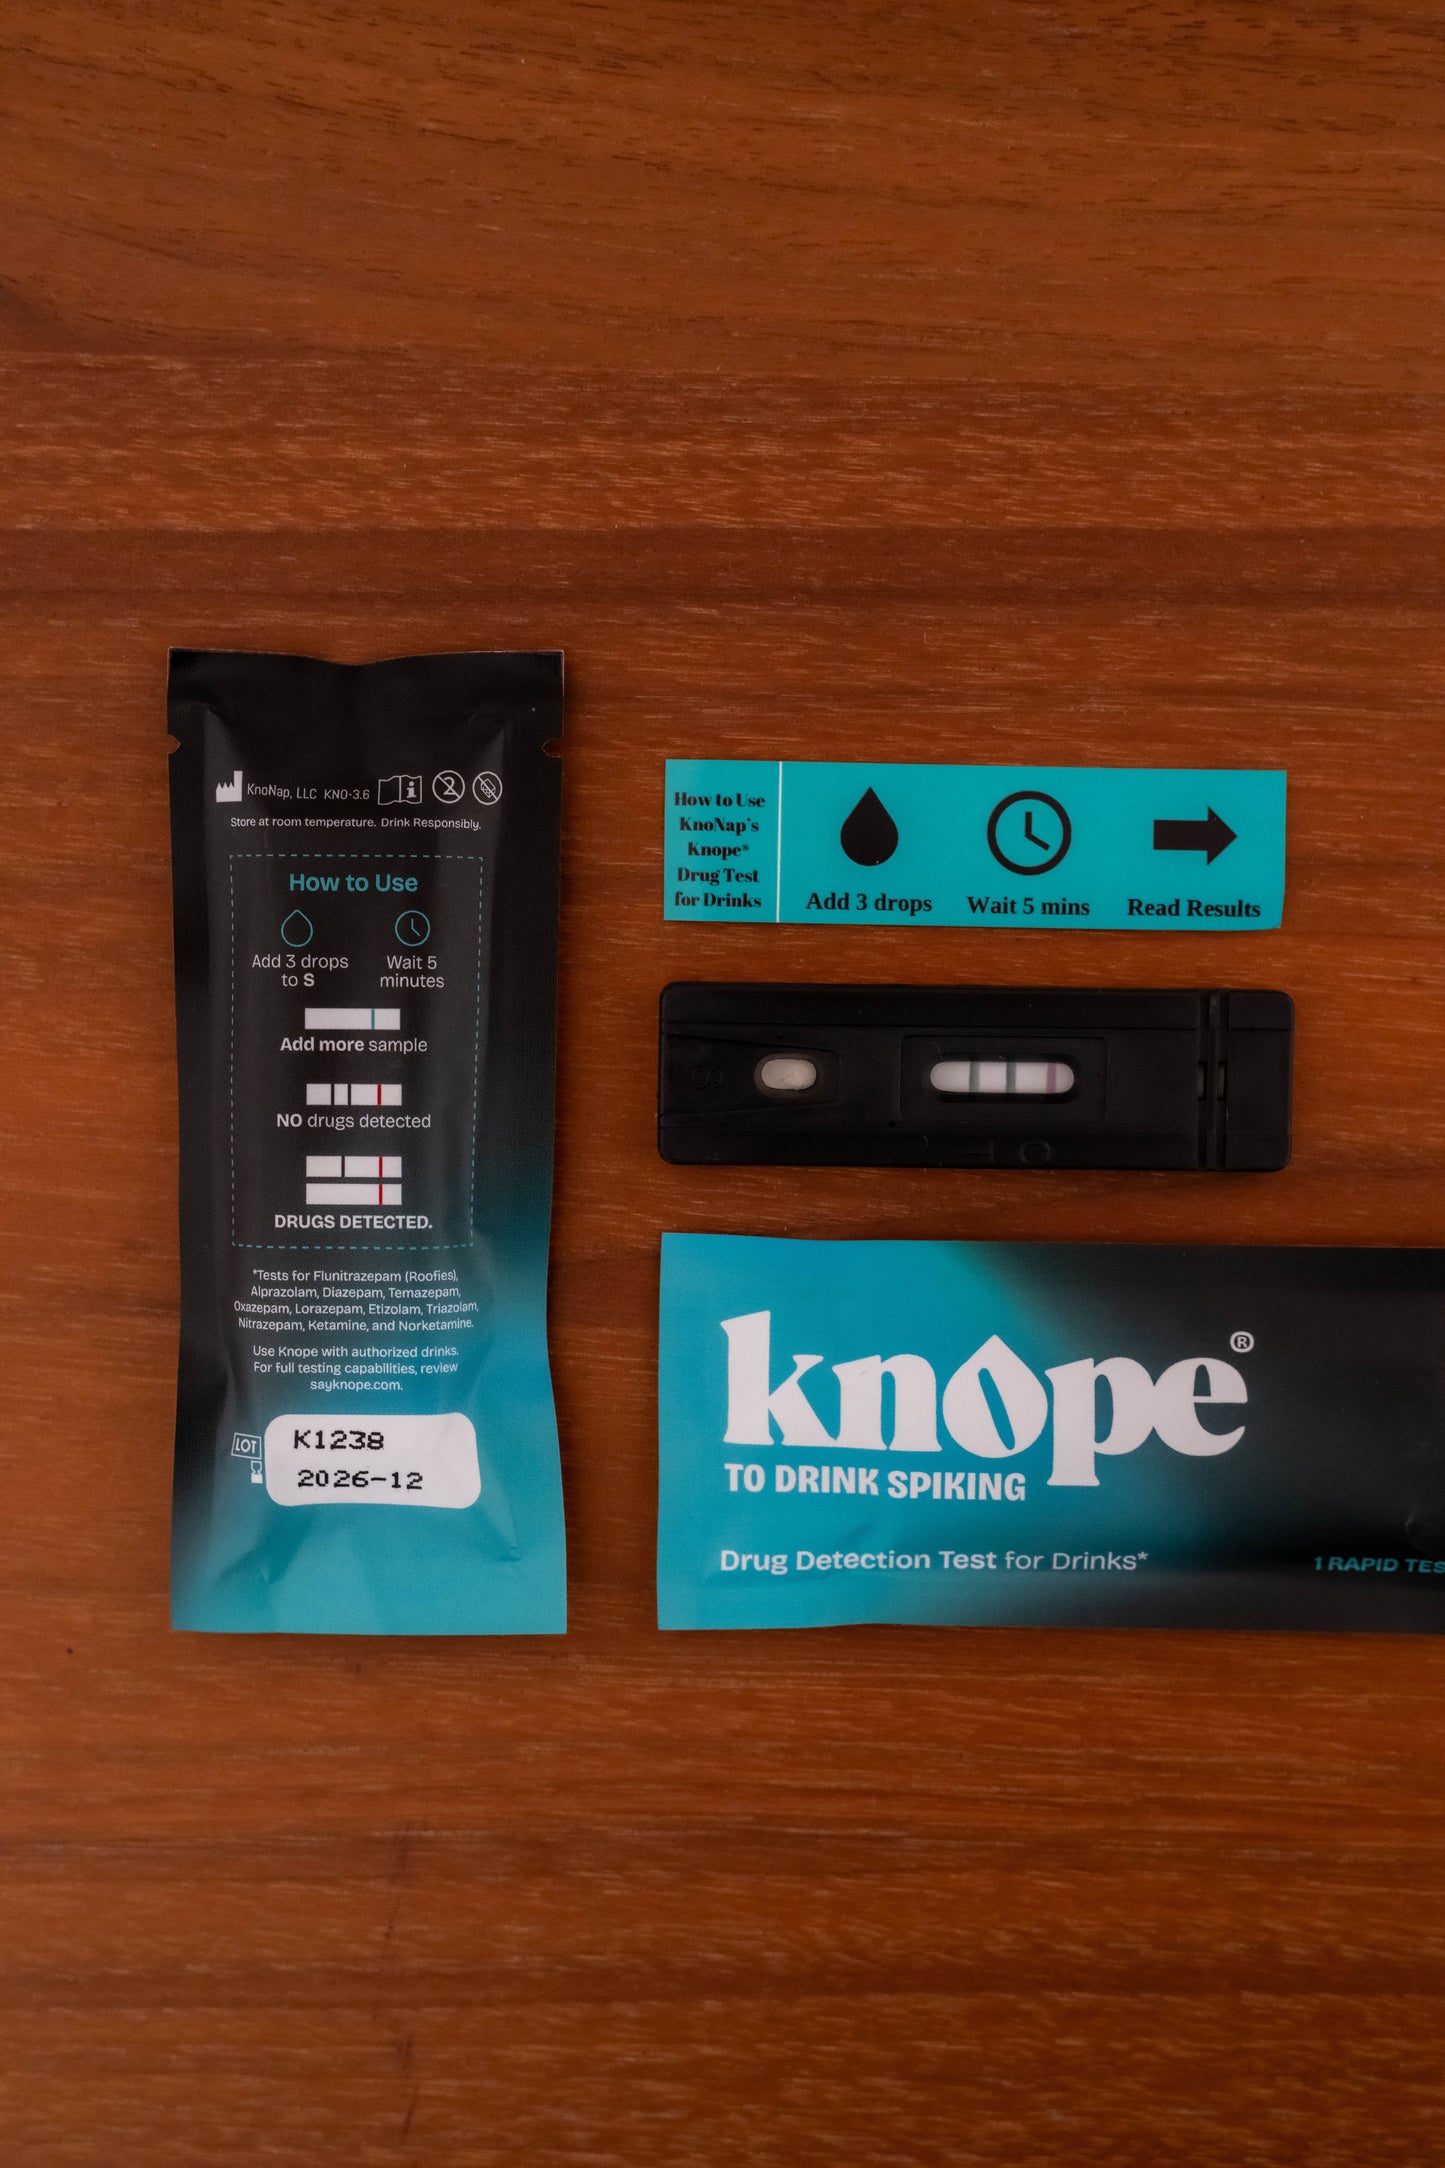 KnoNap, LLC KNO-3.6
Store at room temperature. Drink Responsibly.
How to Use
Add 3 drops
to S
Wait 5
minutes
Add more sample
NO drugs detected
DRUGS DETECTED.
*Tests for Flunitrazepam (Roofies),
Alprazolam, Diazepam, Temazepam,
Oxazepam, Lorazepam, Etizolam, Triazolam,
Nitrazepam, Ketamine, and Norketamine.
Use Knope with authorized drinks.
For full testing capabilities, review
sayknope.com.
LOT
K1238
2026-12
How to Use
KnoNap's
Knope®
Drug Test
for Drinks
Add 3 drops
Wait 5 mins
Read Results
S
T C
knope®
TO DRINK SPIKING
Drug Detection Test for Drinks*
1 RAPID TES